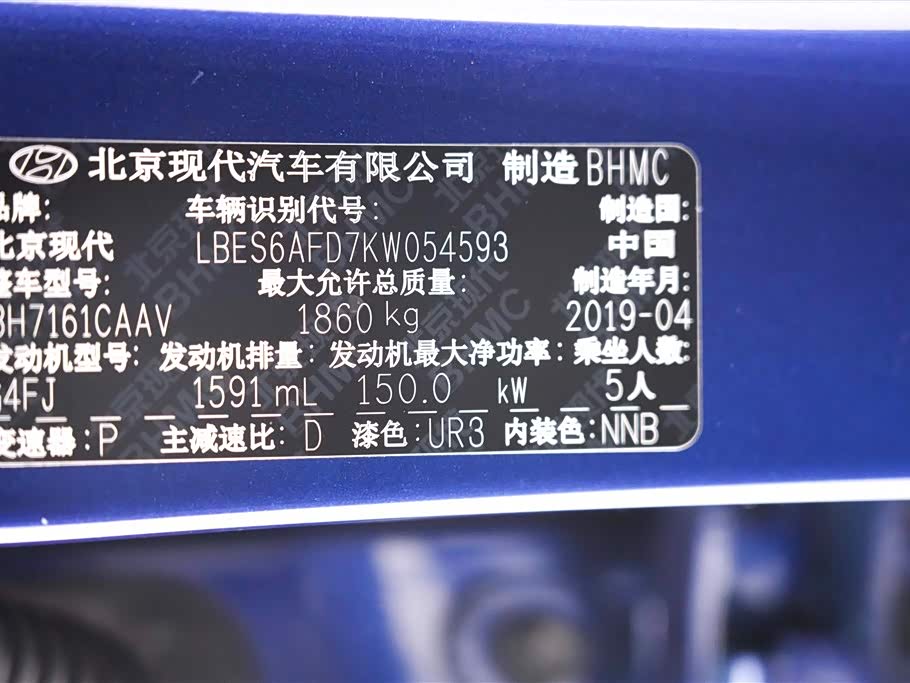 北京现代汽车有限公司 制造 BHMC
品牌: 车辆识别代号: 制造国:
北京现代 LBES6AFD7KW054593 中国
整车型号: 最大允许总质量: 制造年月:
BH7161CAAV 1860 kg 2019-04
发动机型号: 发动机排量: 发动机最大净功率: 乘坐人数:
G4FJ 1591 mL 150.0 kW 5人
变速器: P 主减速比: D 漆色: UR3 内装色: NNB